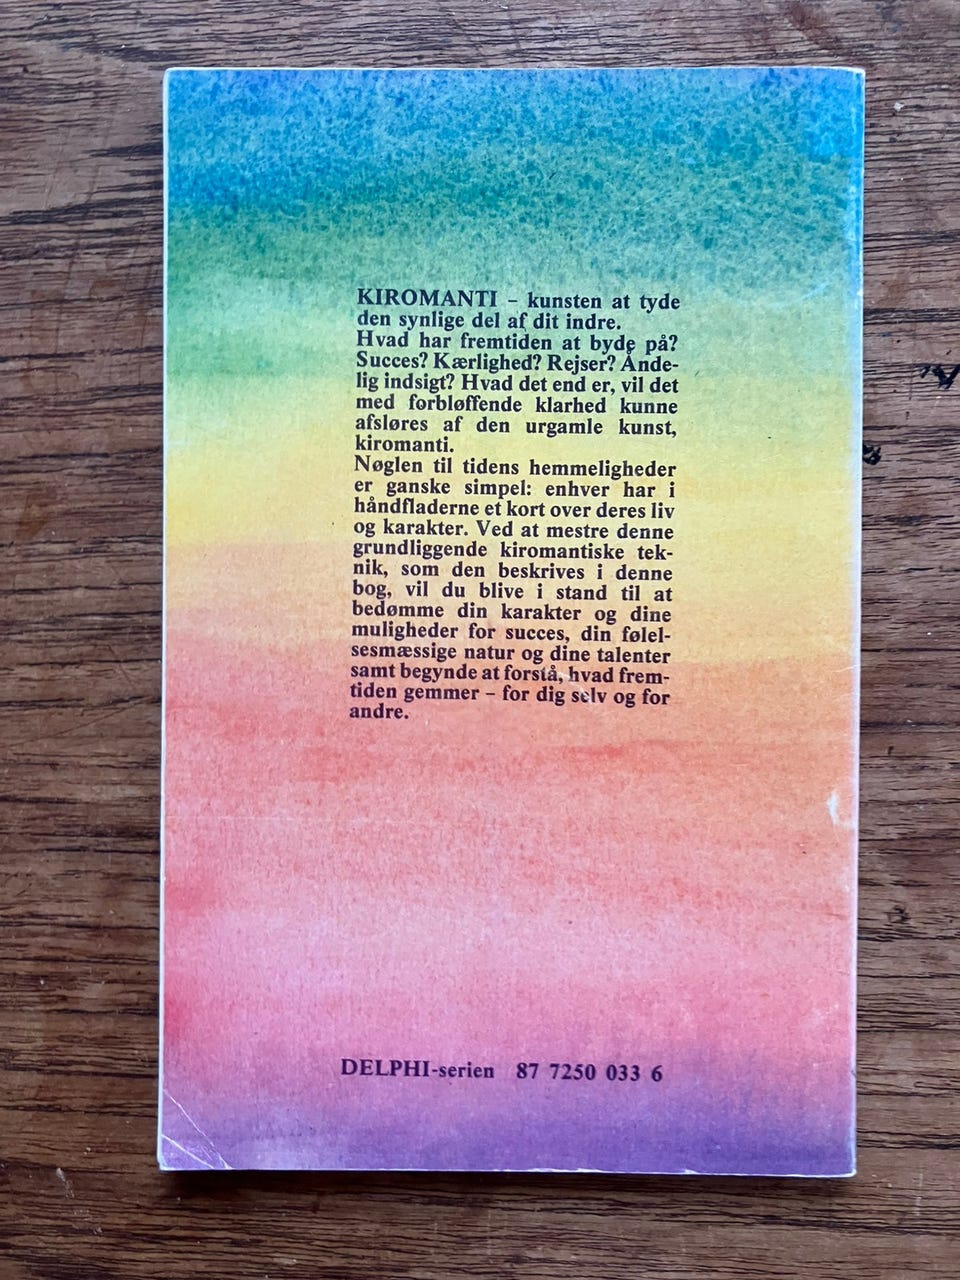 KIROMANTI – kunsten at tyde
den synlige del af dit indre.
Hvad har fremtiden at byde på?
Succes? Kærlighed? Rejser? Ånde-
lig indsigt? Hvad det end er, vil det
med forbløffende klarhed kunne
afsløres af den urgamle kunst,
kiromanti.
Nøglen til tidens hemmeligheder
er ganske simpel: enhver har i
håndfladerne et kort over deres liv
og karakter. Ved at mestre denne
grundliggende kiromantiske tek-
nik, som den beskrives i denne
bog, vil du blive i stand til at
bedømme din karakter og dine
muligheder for succes, din følel-
sesmæssige natur og dine talenter
samt begynde at forstå, hvad frem-
tiden gemmer – for dig selv og for
andre.
DELPHI-serien 87 7250 033 6